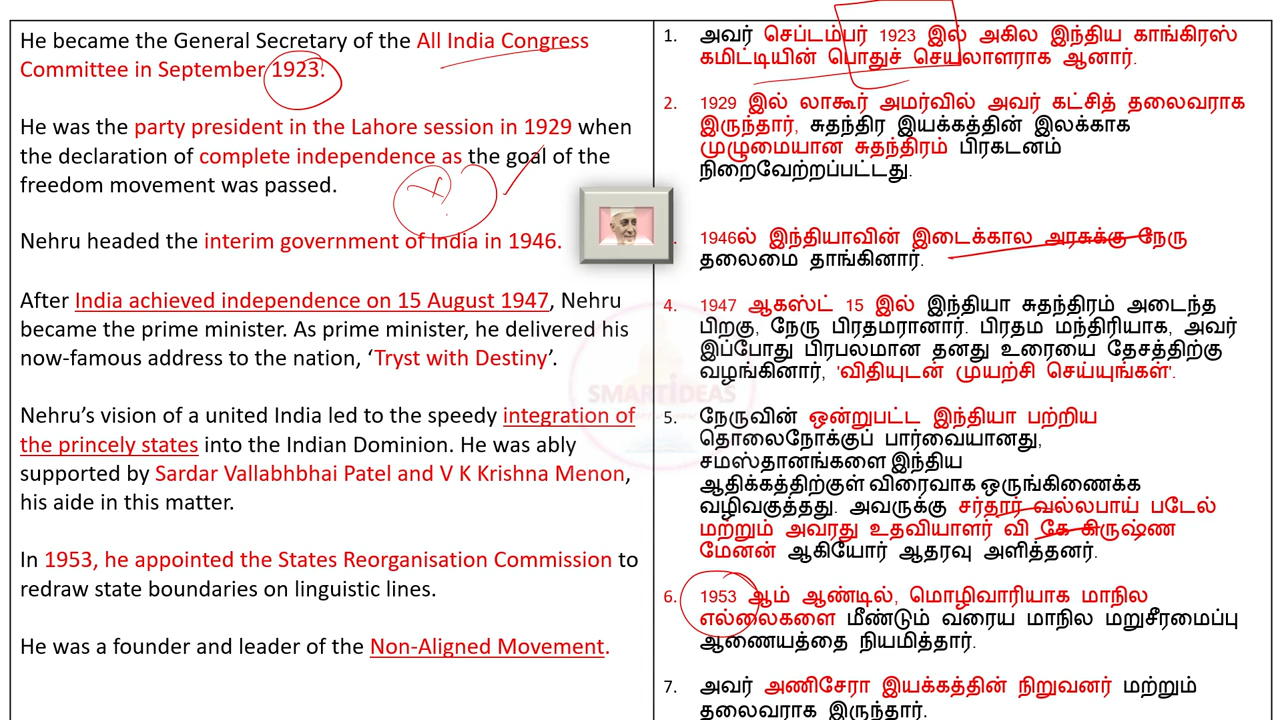 He became the General Secretary of the All India Congress
Committee in September 1923.
He was the party president in the Lahore session in 1929 when
the declaration of complete independence as the goal of the
freedom movement was passed.
Nehru headed the interim government of India in 1946.
After India achieved independence on 15 August 1947, Nehru
became the prime minister. As prime minister, he delivered his
now-famous address to the nation, ‘Tryst with Destiny’.
Nehru’s vision of a united India led to the speedy integration of
the princely states into the Indian Dominion. He was ably
supported by Sardar Vallabhbhai Patel and V K Krishna Menon,
his aide in this matter.
In 1953, he appointed the States Reorganisation Commission to
redraw state boundaries on linguistic lines.
He was a founder and leader of the Non-Aligned Movement.
1. அவர் செப்டம்பர் 1923 இல் அகில இந்திய காங்கிரஸ்
கமிட்டியின் பொதுச் செயலாளராக ஆனார்.
2. 1929 இல் லாகூர் அமர்வில் அவர் கட்சித் தலைவராக
இருந்தார், சுதந்திர இயக்கத்தின் இலக்காக
முழுமையான சுதந்திரம் பிரகடனம்
நிறைவேற்றப்பட்டது.
1946ல் இந்தியாவின் இடைக்கால அரசுக்கு நேரு
தலைமை தாங்கினார்.
4. 1947 ஆகஸ்ட் 15 இல் இந்தியா சுதந்திரம் அடைந்த
பிறகு, நேரு பிரதமரானார். பிரதம மந்திரியாக, அவர்
இப்போது பிரபலமான தனது உரையை தேசத்திற்கு
வழங்கினார், 'விதியுடன் முயற்சி செய்யுங்கள்'.
5. நேருவின் ஒன்றுபட்ட இந்தியா பற்றிய
தொலைநோக்குப் பார்வையானது,
சமஸ்தானங்களை இந்திய
ஆதிக்கத்திற்குள் விரைவாக ஒருங்கிணைக்க
வழிவகுத்தது. அவருக்கு சர்தார் வல்லபாய் படேல்
மற்றும் அவரது உதவியாளர் வி கே கிருஷ்ண
மேனன் ஆகியோர் ஆதரவு அளித்தனர்.
6. 1953 ஆம் ஆண்டில், மொழிவாரியாக மாநில
எல்லைகளை மீண்டும் வரைய மாநில மறுசீரமைப்பு
ஆணையத்தை நியமித்தார்.
7. அவர் அணிசேரா இயக்கத்தின் நிறுவனர் மற்றும்
தலைவராக இருந்தார்.
SMARTIDEAS